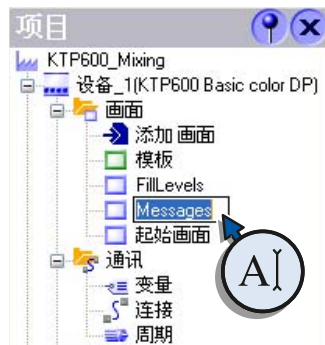 项目
KTP600_Mixing
设备_1(KTP600 Basic color DP)
画面
添加 画面
模板
FillLevels
Messages
起始画面
通讯
变量
连接
周期
A